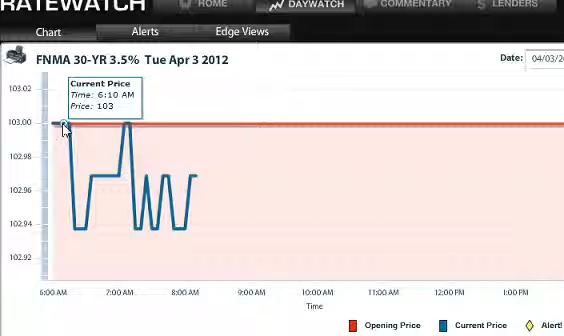 RATEWATCH HOME DAYWATCH COMMENTARY $ LENDERS
Chart Alerts Edge Views
FNMA 30-YR 3.5% Tue Apr 3 2012 Date: 04/03/20
Current Price
Time: 6:10 AM
Price: 103
103.02
103.00
102.98
102.96
102.94
102.92
6:00 AM 7:00 AM 8:00 AM 9:00 AM 10:00 AM 11:00 AM 12:00 PM 1:00 PM
Time
Opening Price Current Price Alert!